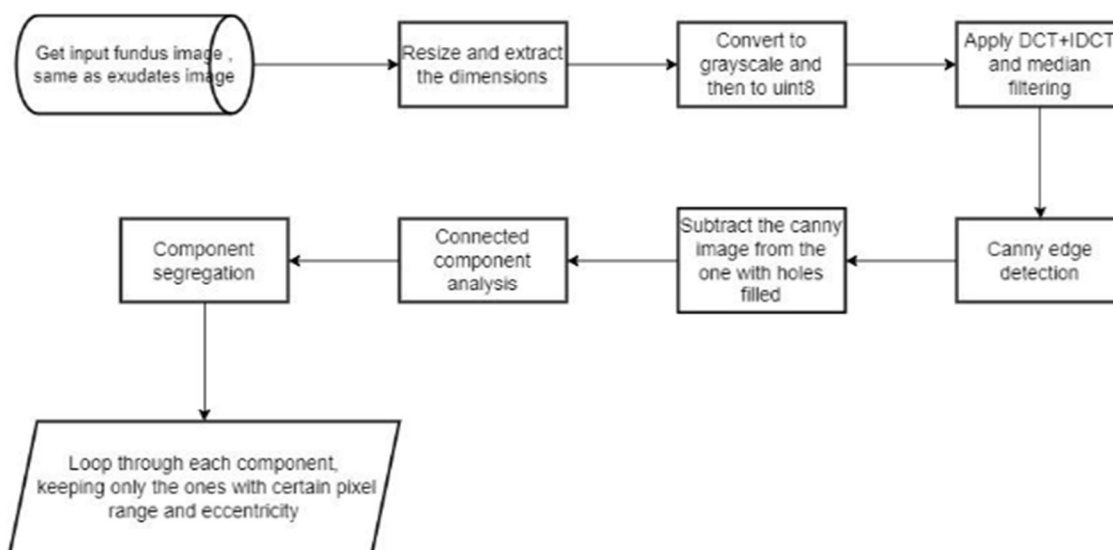 Get input fundus image ,
same as exudates image
Resize and extract
the dimensions
Convert to
grayscale and
then to uint8
Apply DCT+IDCT
and median
filtering
Canny edge
detection
Subtract the canny
image from the
one with holes
filled
Connected
component
analysis
Component
segregation
Loop through each component,
keeping only the ones with certain pixel
range and eccentricity